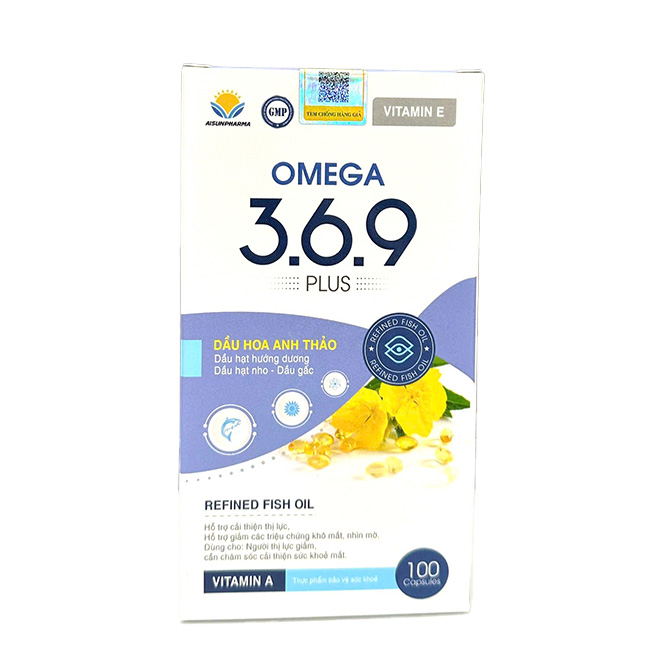 AISUNPHARMA
GMP
TEM CHỐNG HÀNG GIẢ
VITAMIN E
OMEGA
3.6.9
PLUS
REFINED FISH OIL
REFINED FISH OIL
DẦU HOA ANH THẢO
Dầu hạt hướng dương
Dầu hạt nho - Dầu gấc
REFINED FISH OIL
Hỗ trợ cải thiện thị lực,
Hỗ trợ giảm các triệu chứng khô mắt, nhìn mờ.
Dùng cho: Người thị lực giảm,
cần chăm sóc cải thiện sức khoẻ mắt.
VITAMIN A
Thực phẩm bảo vệ sức khoẻ
100
Capsules